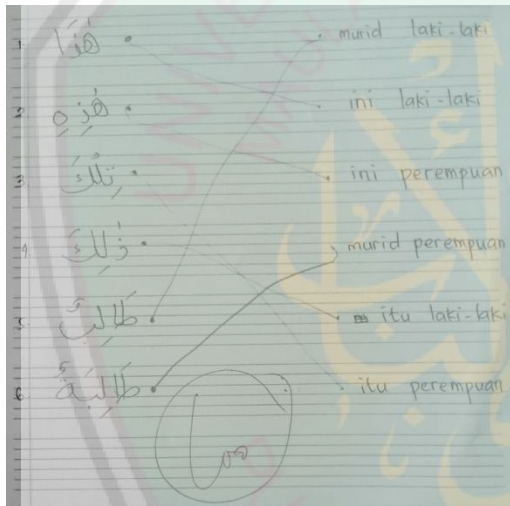 1. هٰذَا murid laki-laki
2. هٰذِهِ ini laki-laki
3. تِلْكَ ini perempuan
4. ذٰلِكَ murid perempuan
5. طَالِبٌ itu laki-laki
6. طَالِبَةٌ itu perempuan
100